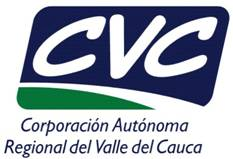 CVC
Corporación Autónoma
Regional del Valle del Cauca